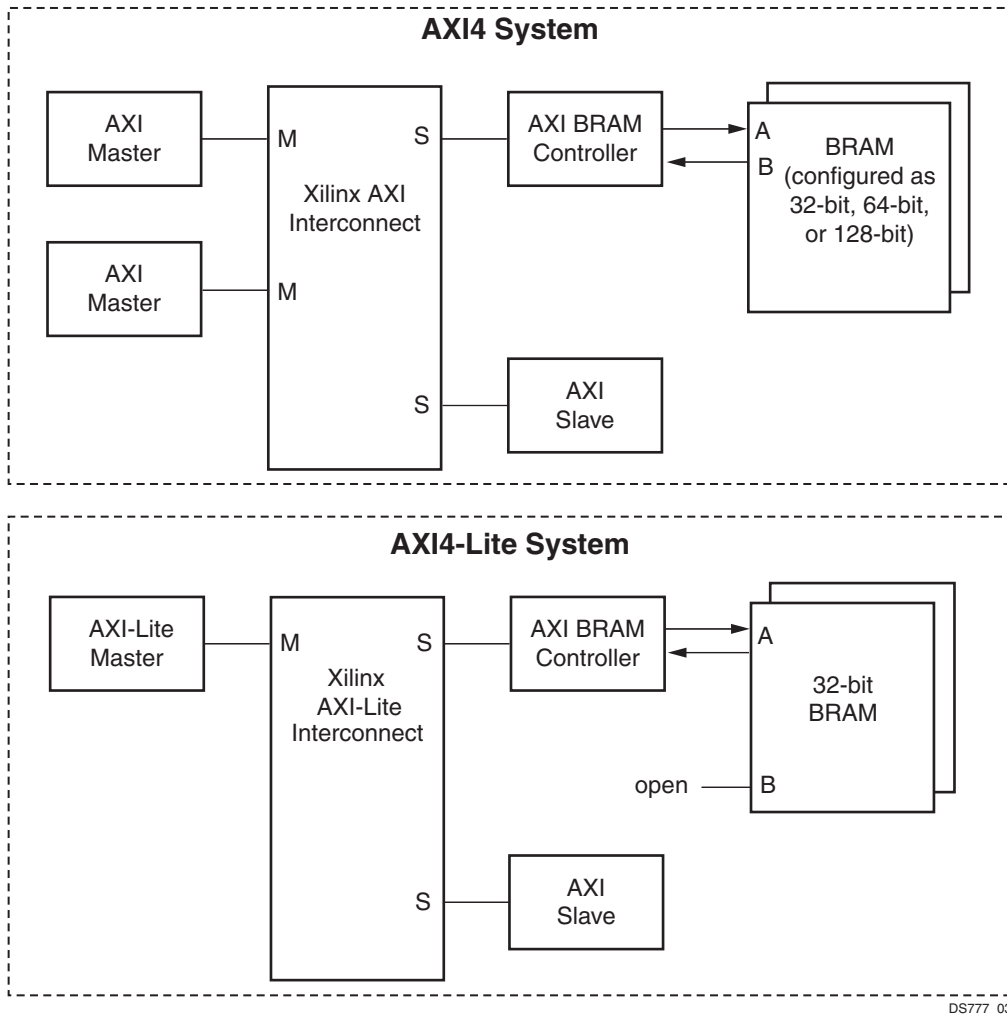 AXI4 System
AXI
Master
M
S
AXI BRAM
Controller
A
B
BRAM
(configured as
32-bit, 64-bit,
or 128-bit)
Xilinx AXI
Interconnect
AXI
Master
M
S
AXI
Slave
AXI4-Lite System
AXI-Lite
Master
M
S
AXI BRAM
Controller
A
Xilinx
AXI-Lite
Interconnect
32-bit
BRAM
open
B
S
AXI
Slave
DS777_03